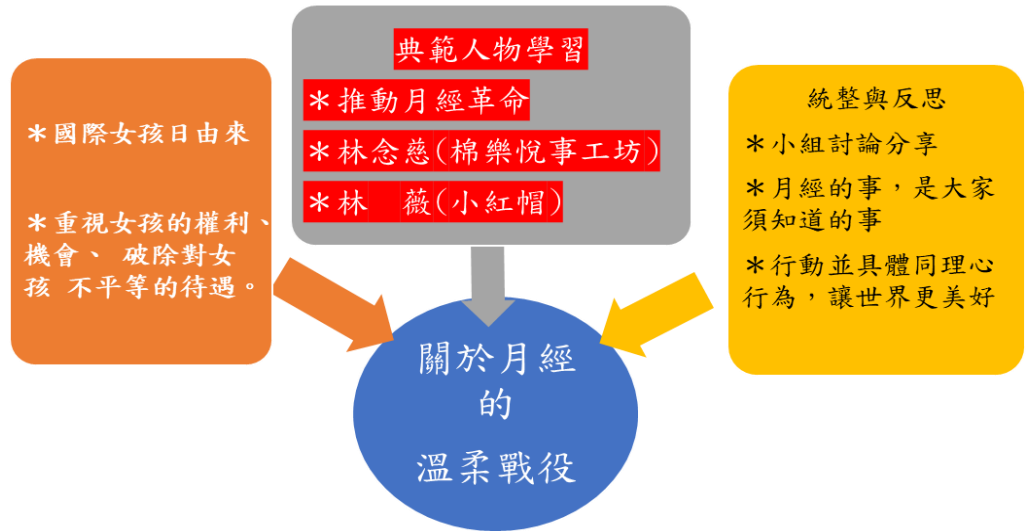 ＊國際女孩日由來
＊重視女孩的權利、
機會、 破除對女
孩 不平等的待遇。
典範人物學習
＊推動月經革命
＊林念慈(棉樂悅事工坊)
＊林　薇(小紅帽)
統整與反思
＊小組討論分享
＊月經的事，是大家
須知道的事
＊行動並具體同理心
行為，讓世界更美好
關於月經
的
溫柔戰役